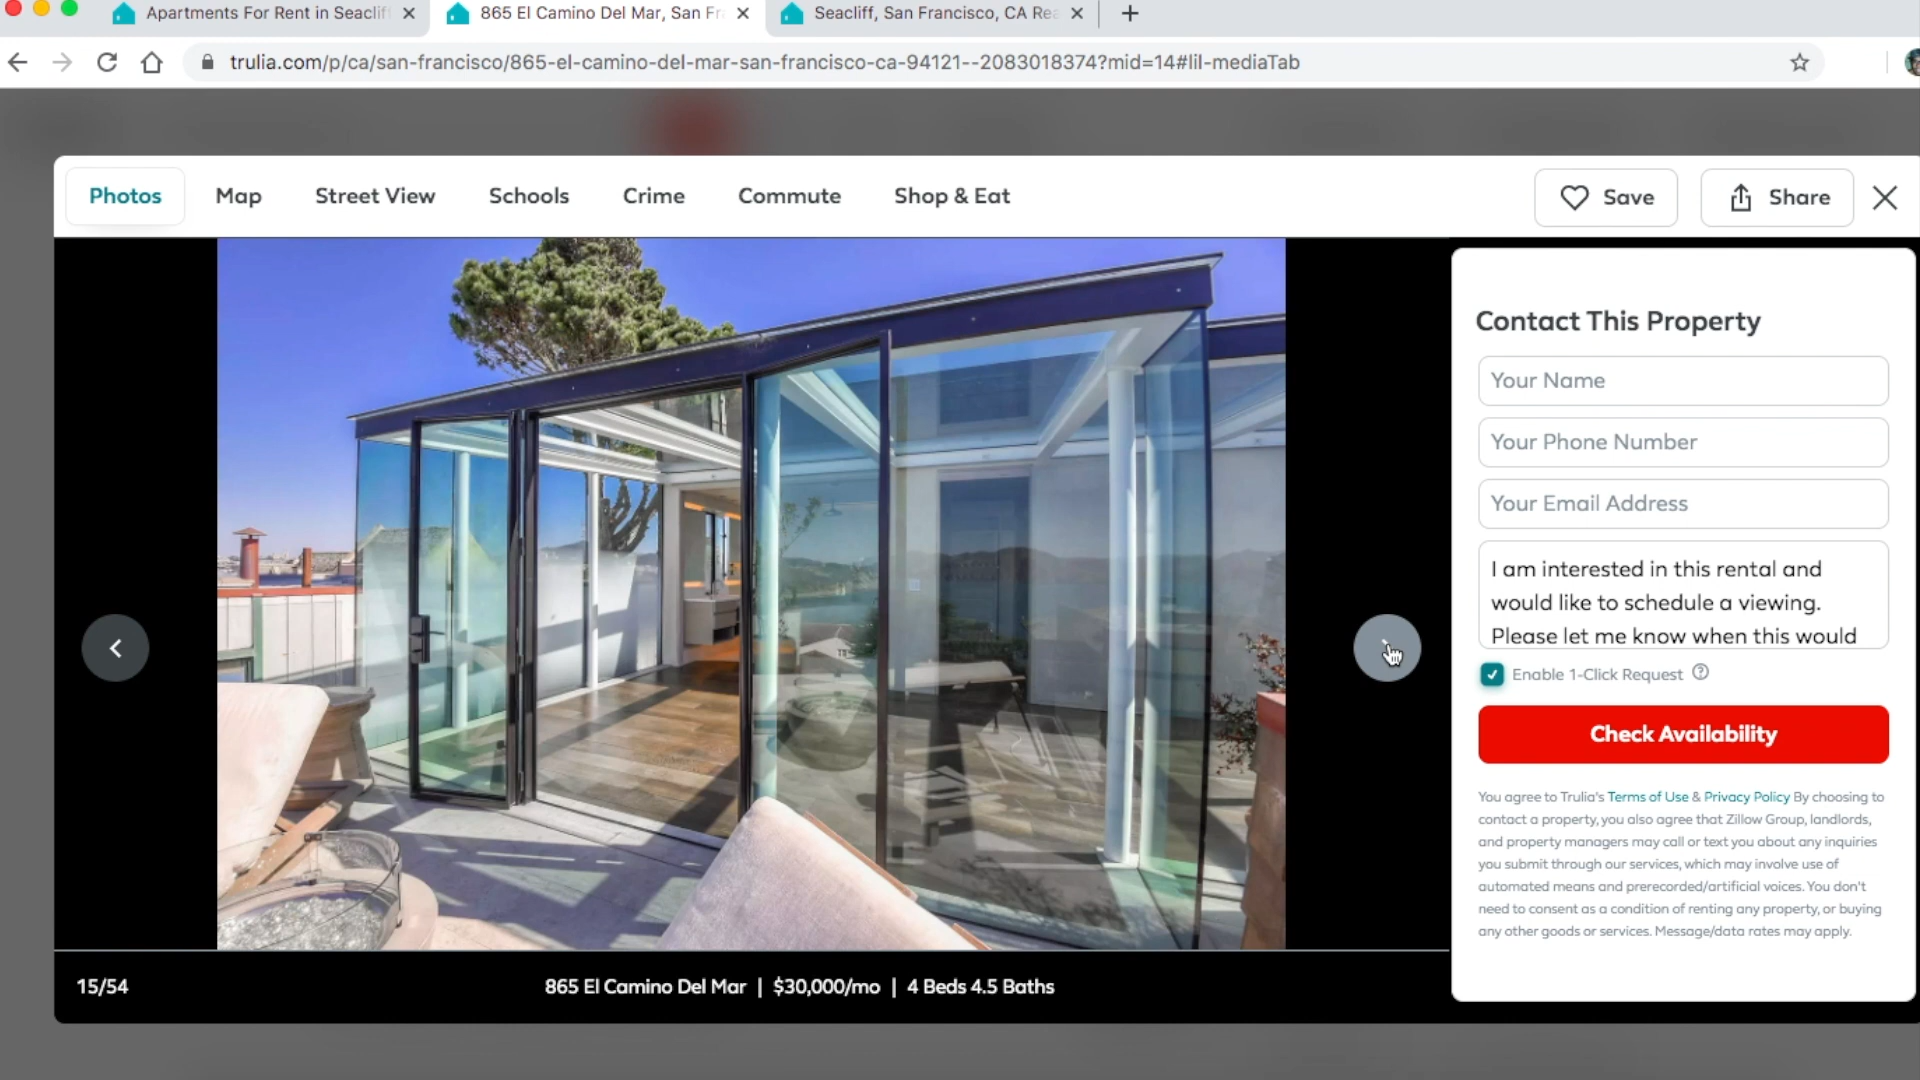 Apartments For Rent in Seacliff
865 El Camino Del Mar, San Fr
Seacliff, San Francisco, CA Rea
trulia.com/p/ca/san-francisco/865-el-camino-del-mar-san-francisco-ca-94121--2083018374?mid=14#lil-mediaTab
Photos
Map
Street View
Schools
Crime
Commute
Shop & Eat
Save
Share
Contact This Property
Your Name
Your Phone Number
Your Email Address
I am interested in this rental and
would like to schedule a viewing.
Please let me know when this would
Enable 1-Click Request
Check Availability
You agree to Trulia's Terms of Use & Privacy Policy By choosing to
contact a property, you also agree that Zillow Group, landlords,
and property managers may call or text you about any inquiries
you submit through our services, which may involve use of
automated means and prerecorded/artificial voices. You don't
need to consent as a condition of renting any property, or buying
any other goods or services. Message/data rates may apply.
15/54
865 El Camino Del Mar | $30,000/mo | 4 Beds 4.5 Baths